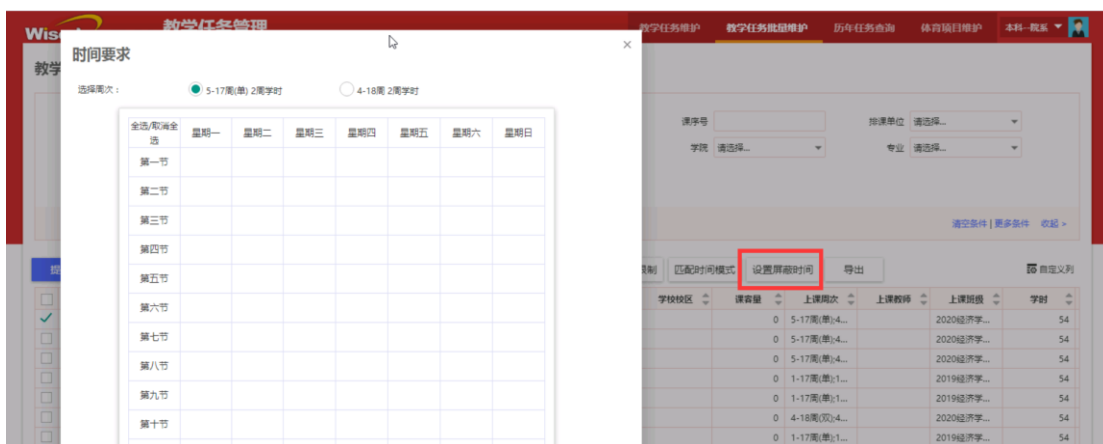 Wis
教学任务管理
教学任务维护 教学任务批量维护 历年任务查询 体育项目维护 本科--院系
教学
时间要求
×
选择周次：
5-17周(单) 2周学时
4-18周 2周学时
全选/取消全选 星期一 星期二 星期三 星期四 星期五 星期六 星期日
第一节
第二节
第三节
第四节
第五节
第六节
第七节
第八节
第九节
第十节
课序号 排课单位 请选择...
学院 请选择... 专业 请选择...
清空条件 | 更多条件 收起 >
限制 匹配时间模式 设置屏蔽时间 导出 自定义列
学校校区 课容量 上课周次 上课教师 上课班级 学时
0 5-17周(单);4... 2020经济学... 54
0 5-17周(单);4... 2020经济学... 54
0 5-17周(单);4... 2020经济学... 54
0 1-17周(单);1... 2019经济学... 54
0 1-17周(单);1... 2019经济学... 54
0 4-18周(双);4... 2020经济学... 54
0 1-17周(单);1... 2019经济学... 54